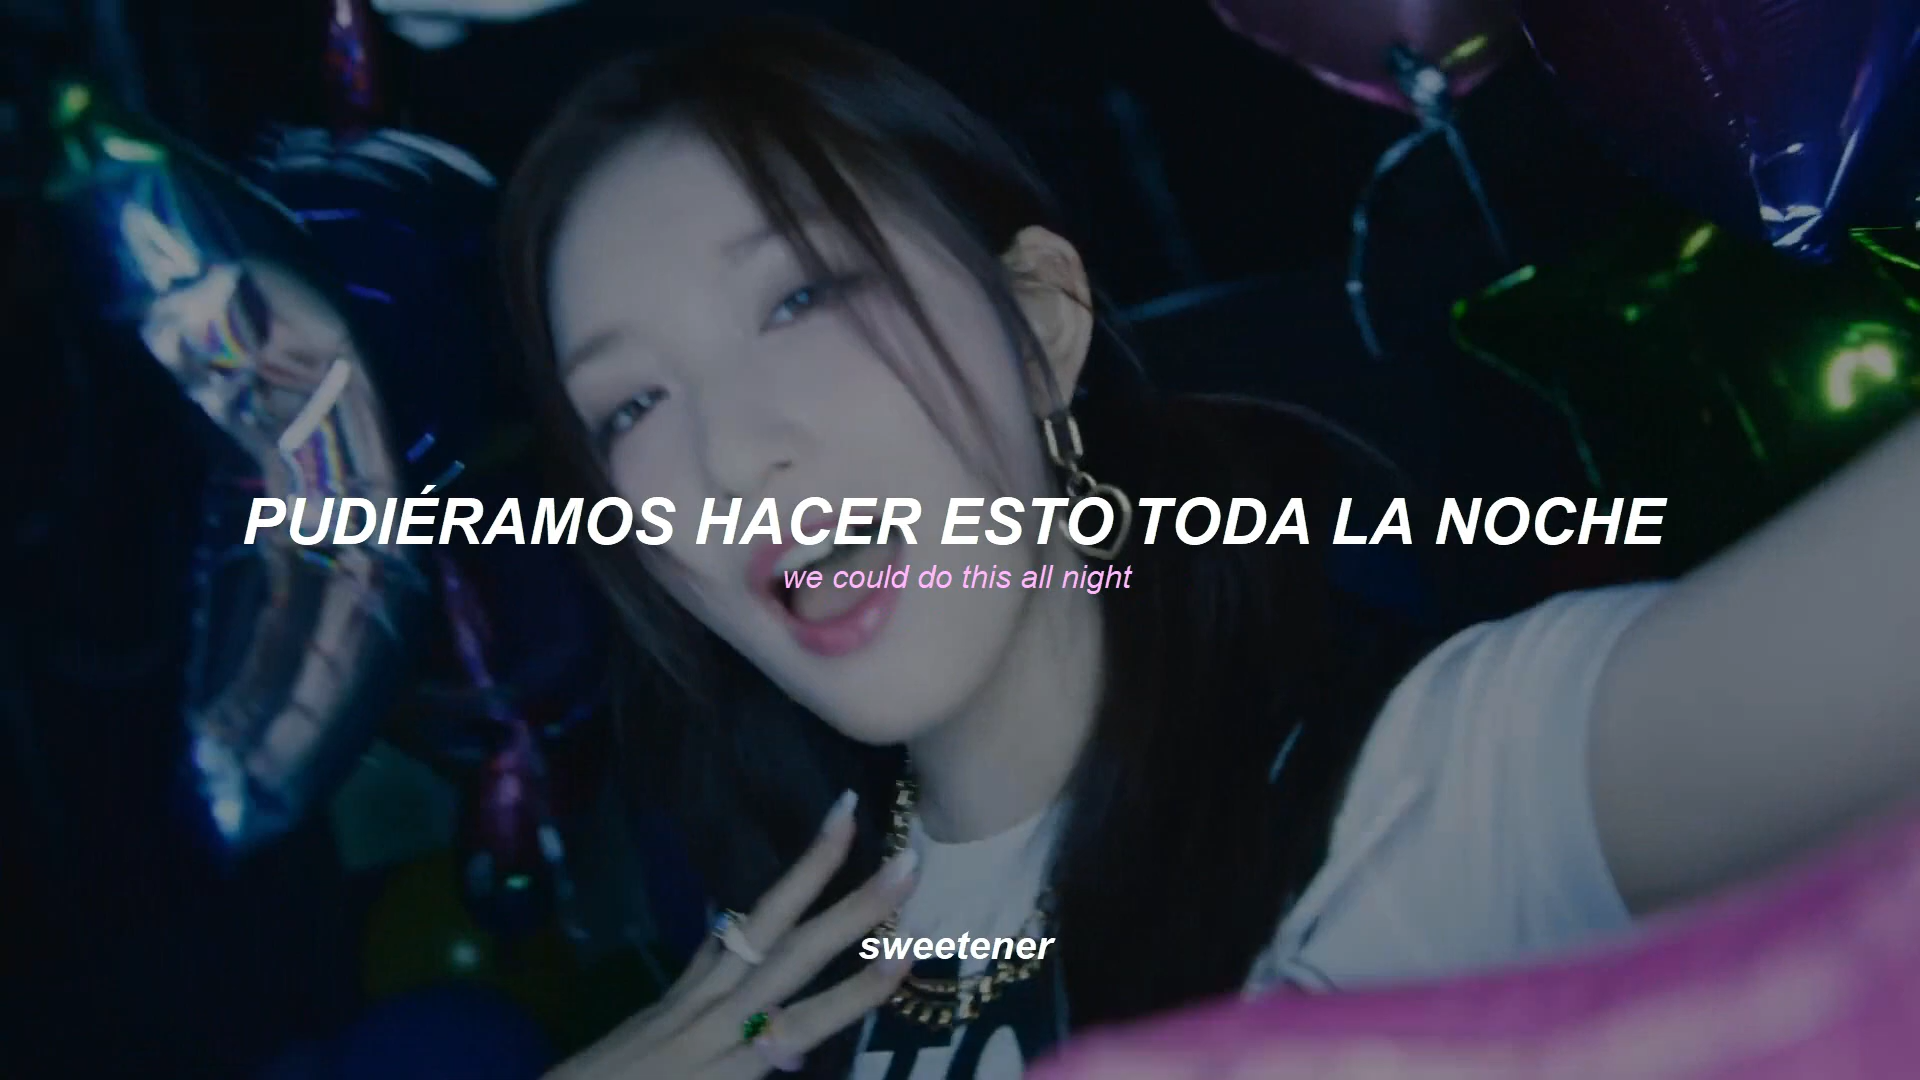 PUDIÉRAMOS HACER ESTO TODA LA NOCHE
we could do this all night
sweetener